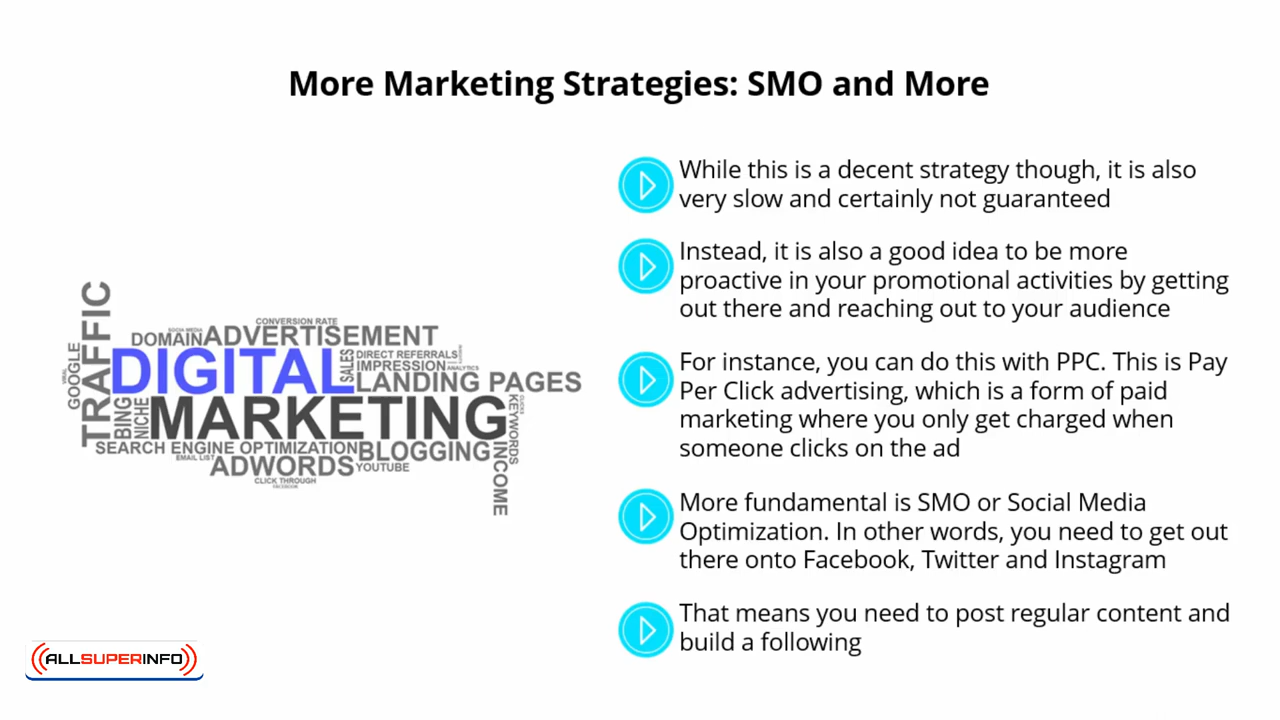 More Marketing Strategies: SMO and More
While this is a decent strategy though, it is also
very slow and certainly not guaranteed
Instead, it is also a good idea to be more
proactive in your promotional activities by getting
out there and reaching out to your audience
For instance, you can do this with PPC. This is Pay
Per Click advertising, which is a form of paid
marketing where you only get charged when
someone clicks on the ad
More fundamental is SMO or Social Media
Optimization. In other words, you need to get out
there onto Facebook, Twitter and Instagram
That means you need to post regular content and
build a following
TRAFFIC
GOOGLE
VIRAL
BING
NICHE
CONVERSION RATE
SOCIAL MEDIA
DOMAIN
ADVERTISEMENT
DIGITAL
SALES
DIRECT REFERRALS
IMPRESSION
ANALYTICS
LANDING PAGES
MARKETING
KEYWORDS
CLICKS
SEARCH ENGINE OPTIMIZATION
BLOGGING
EMAIL LIST
ADWORDS
YOUTUBE
CLICK THROUGH
FACEBOOK
INCOME
ALLSUPERINFO